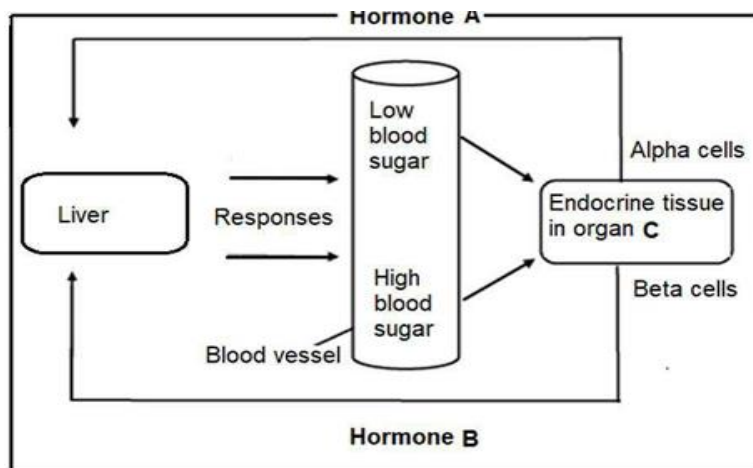 Hormone A
Low
blood
sugar
Alpha cells
Liver
Responses
Endocrine tissue
in organ C
High
blood
sugar
Beta cells
Blood vessel
Hormone B